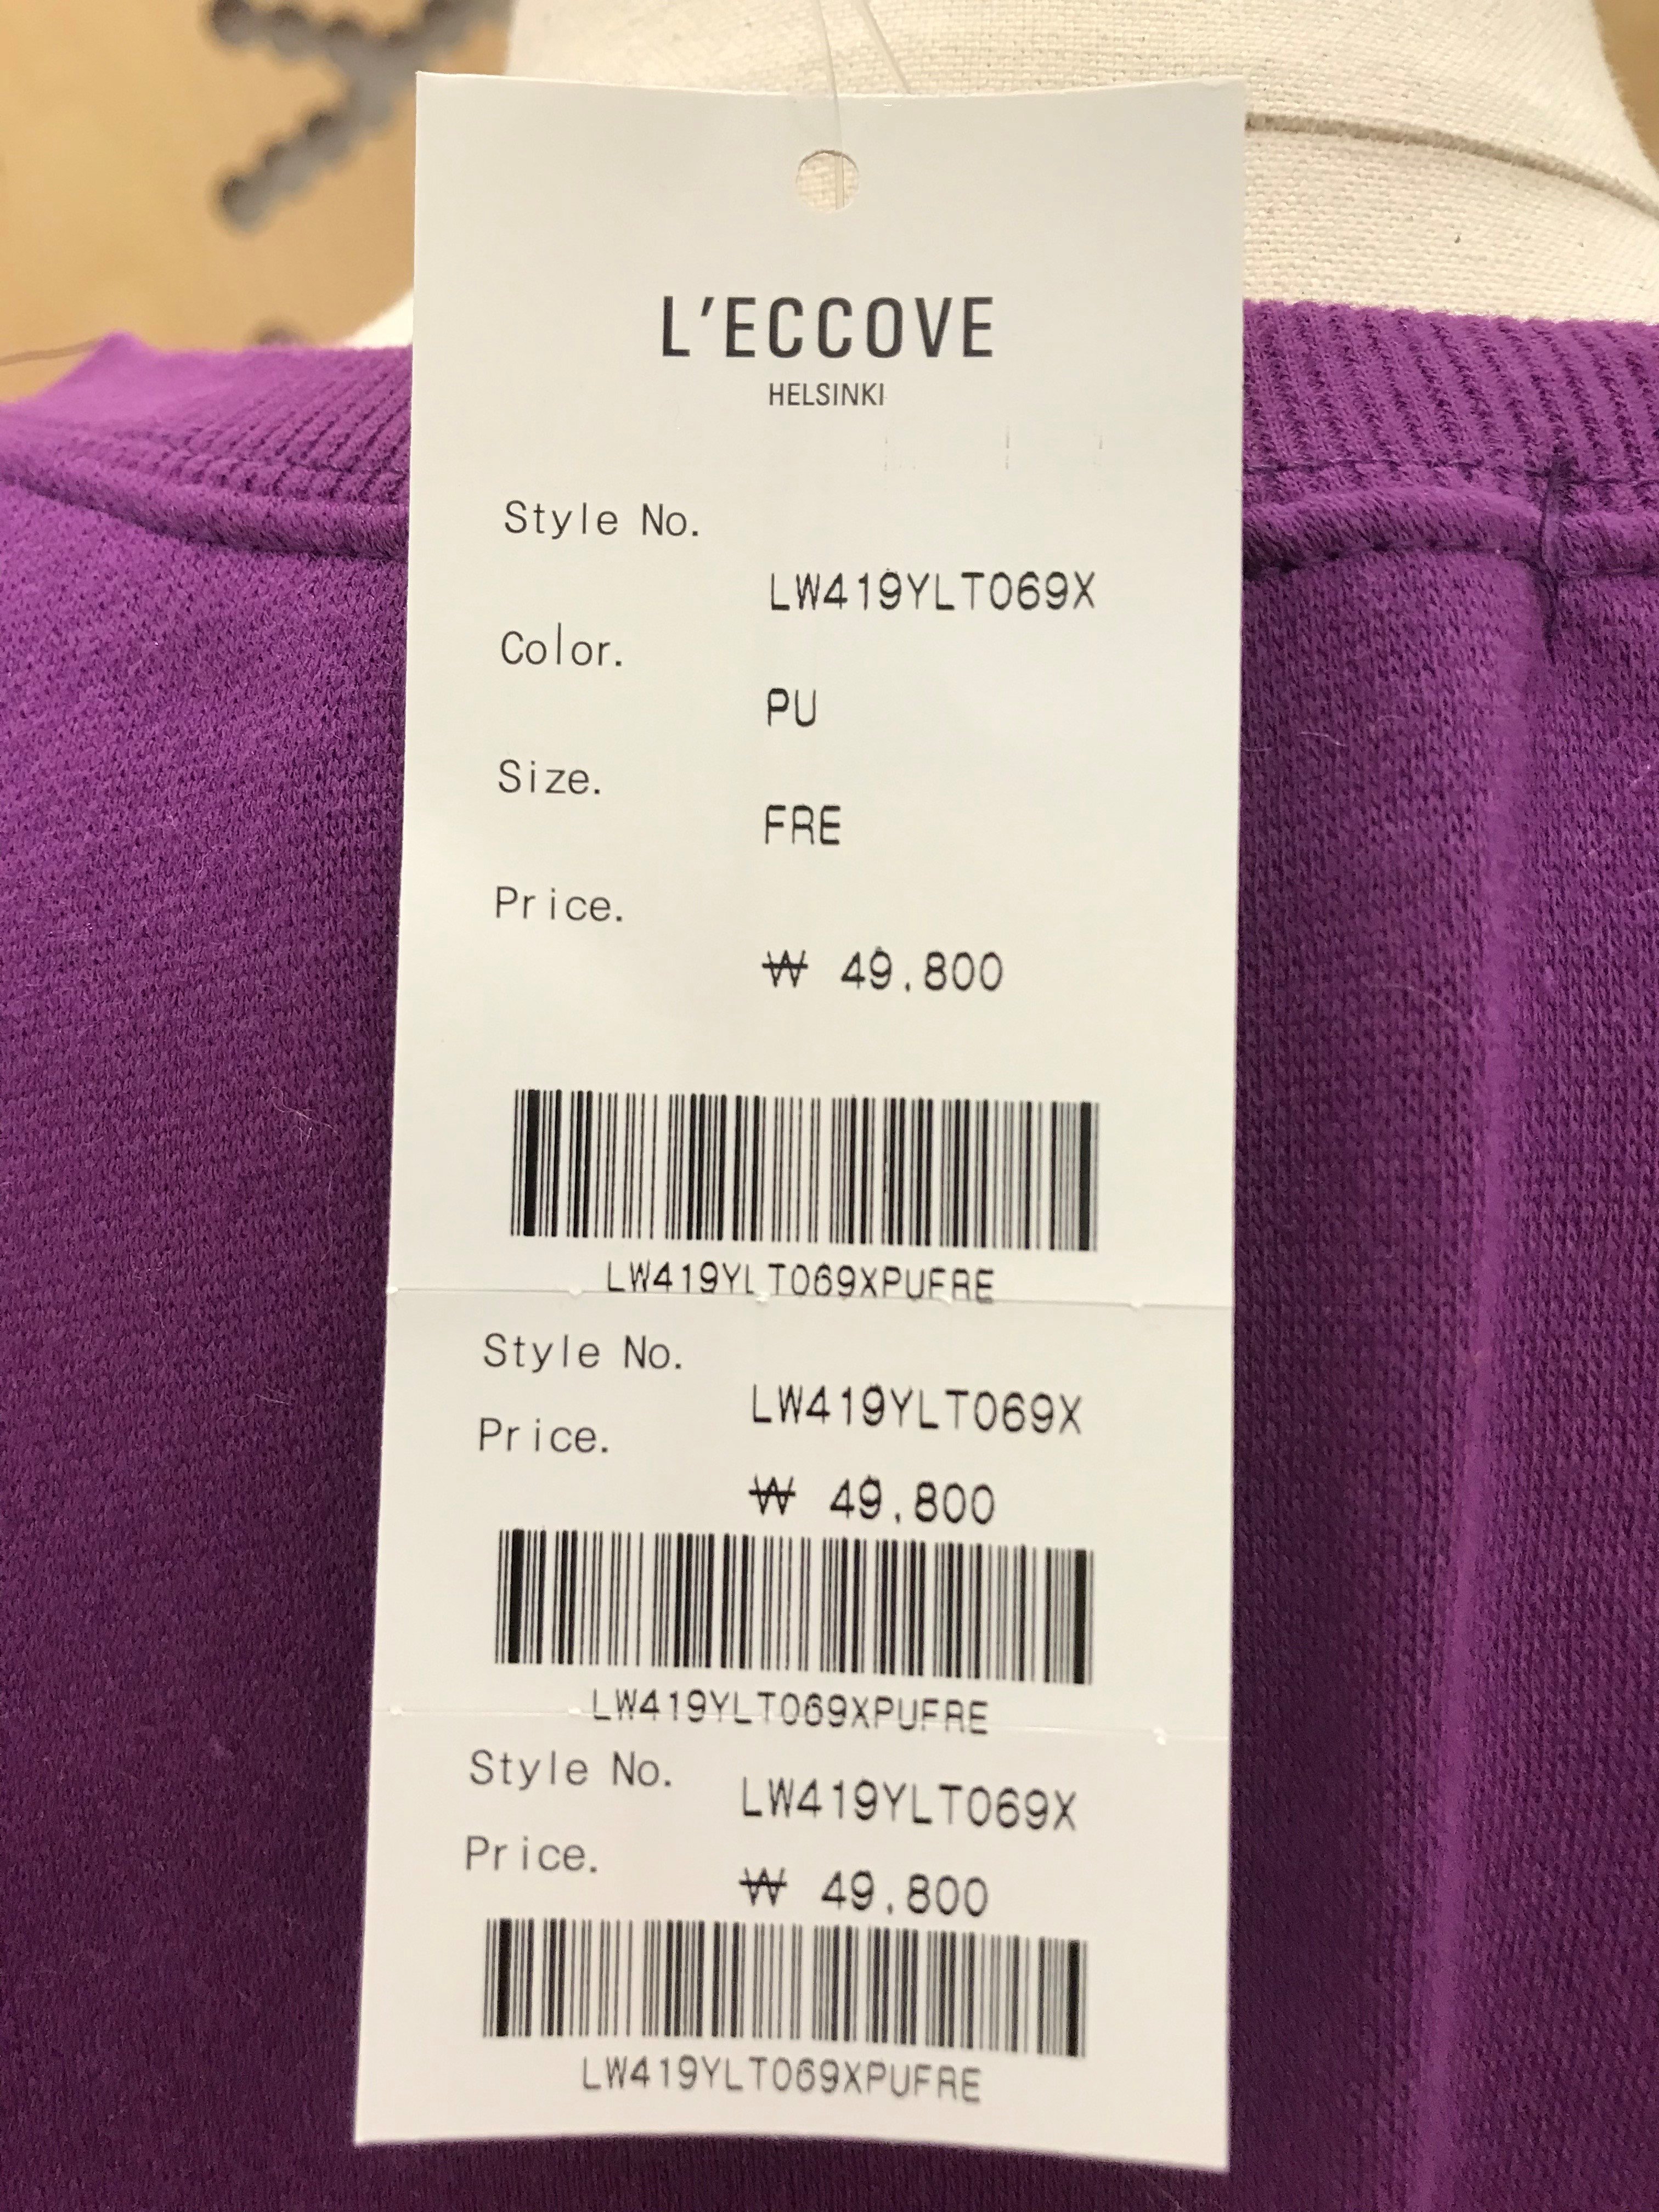 L'ECCOVE
HELSINKI
Style No.
LW419YLT069X
Color.
PU
Size.
FRE
Price.
₩ 49,800
LW419YLT069XPUFRE
Style No.
LW419YLT069X
Price.
₩ 49,800
LW419YLT069XPUFRE
Style No.
LW419YLT069X
Price.
₩ 49,800
LW419YLT069XPUFRE